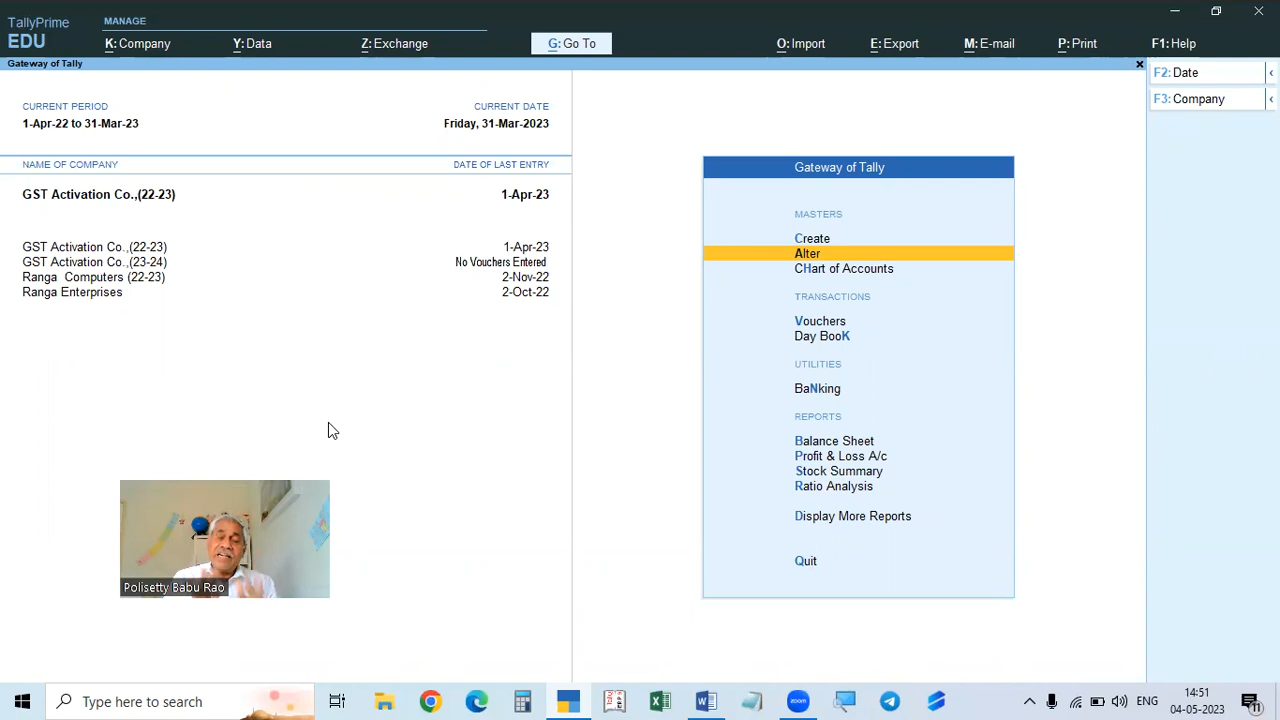 TallyPrime
EDU
MANAGE
K: Company
Y: Data
Z: Exchange
G: Go To
O: Import
E: Export
M: E-mail
P: Print
F1: Help
Gateway of Tally
F2: Date
F3: Company
CURRENT PERIOD
CURRENT DATE
1-Apr-22 to 31-Mar-23
Friday, 31-Mar-2023
NAME OF COMPANY
DATE OF LAST ENTRY
GST Activation Co.,(22-23)
1-Apr-23
GST Activation Co.,(22-23)
1-Apr-23
GST Activation Co.,(23-24)
No Vouchers Entered
Ranga Computers (22-23)
2-Nov-22
Ranga Enterprises
2-Oct-22
Gateway of Tally
MASTERS
Create
Alter
CHart of Accounts
TRANSACTIONS
Vouchers
Day BooK
UTILITIES
BaNking
REPORTS
Balance Sheet
Profit & Loss A/c
Stock Summary
Ratio Analysis
Display More Reports
Quit
Polisetty Babu Rao
Type here to search
zoom
ENG
14:51
04-05-2023